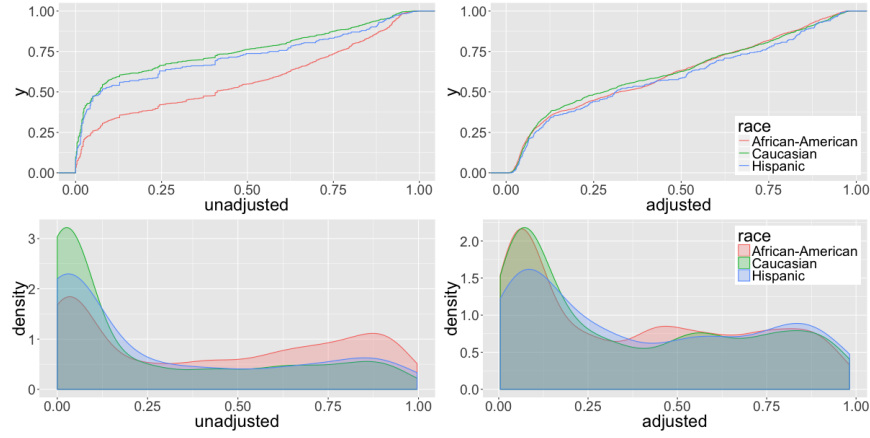 1.00
0.75
0.50
0.25
0.00
y
0.00 0.25 0.50 0.75 1.00
unadjusted
1.00
0.75
0.50
0.25
0.00
y
race
African-American
Caucasian
Hispanic
0.00 0.25 0.50 0.75 1.00
adjusted
3
2
1
0
density
0.00 0.25 0.50 0.75 1.00
unadjusted
2.0
1.5
1.0
0.5
0.0
density
race
African-American
Caucasian
Hispanic
0.00 0.25 0.50 0.75 1.00
adjusted